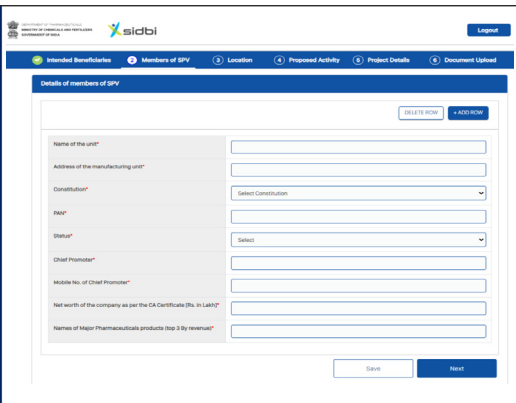 DEPARTMENT OF PHARMACEUTICALS
MINISTRY OF CHEMICALS AND FERTILIZERS
GOVERNMENT OF INDIA
sidbi
Logout
Intended Beneficiaries
2 Members of SPV
3 Location
4 Proposed Activity
5 Project Details
6 Document Upload
Details of members of SPV
DELETE ROW
+ ADD ROW
Name of the unit*
Address of the manufacturing unit*
Constitution*
Select Constitution
PAN*
Status*
Select
Chief Promoter*
Mobile No. of Chief Promoter*
Net worth of the company as per the CA Certificate (Rs. in Lakh)*
Names of Major Pharmaceuticals products (top 3 By revenue)*
Save
Next